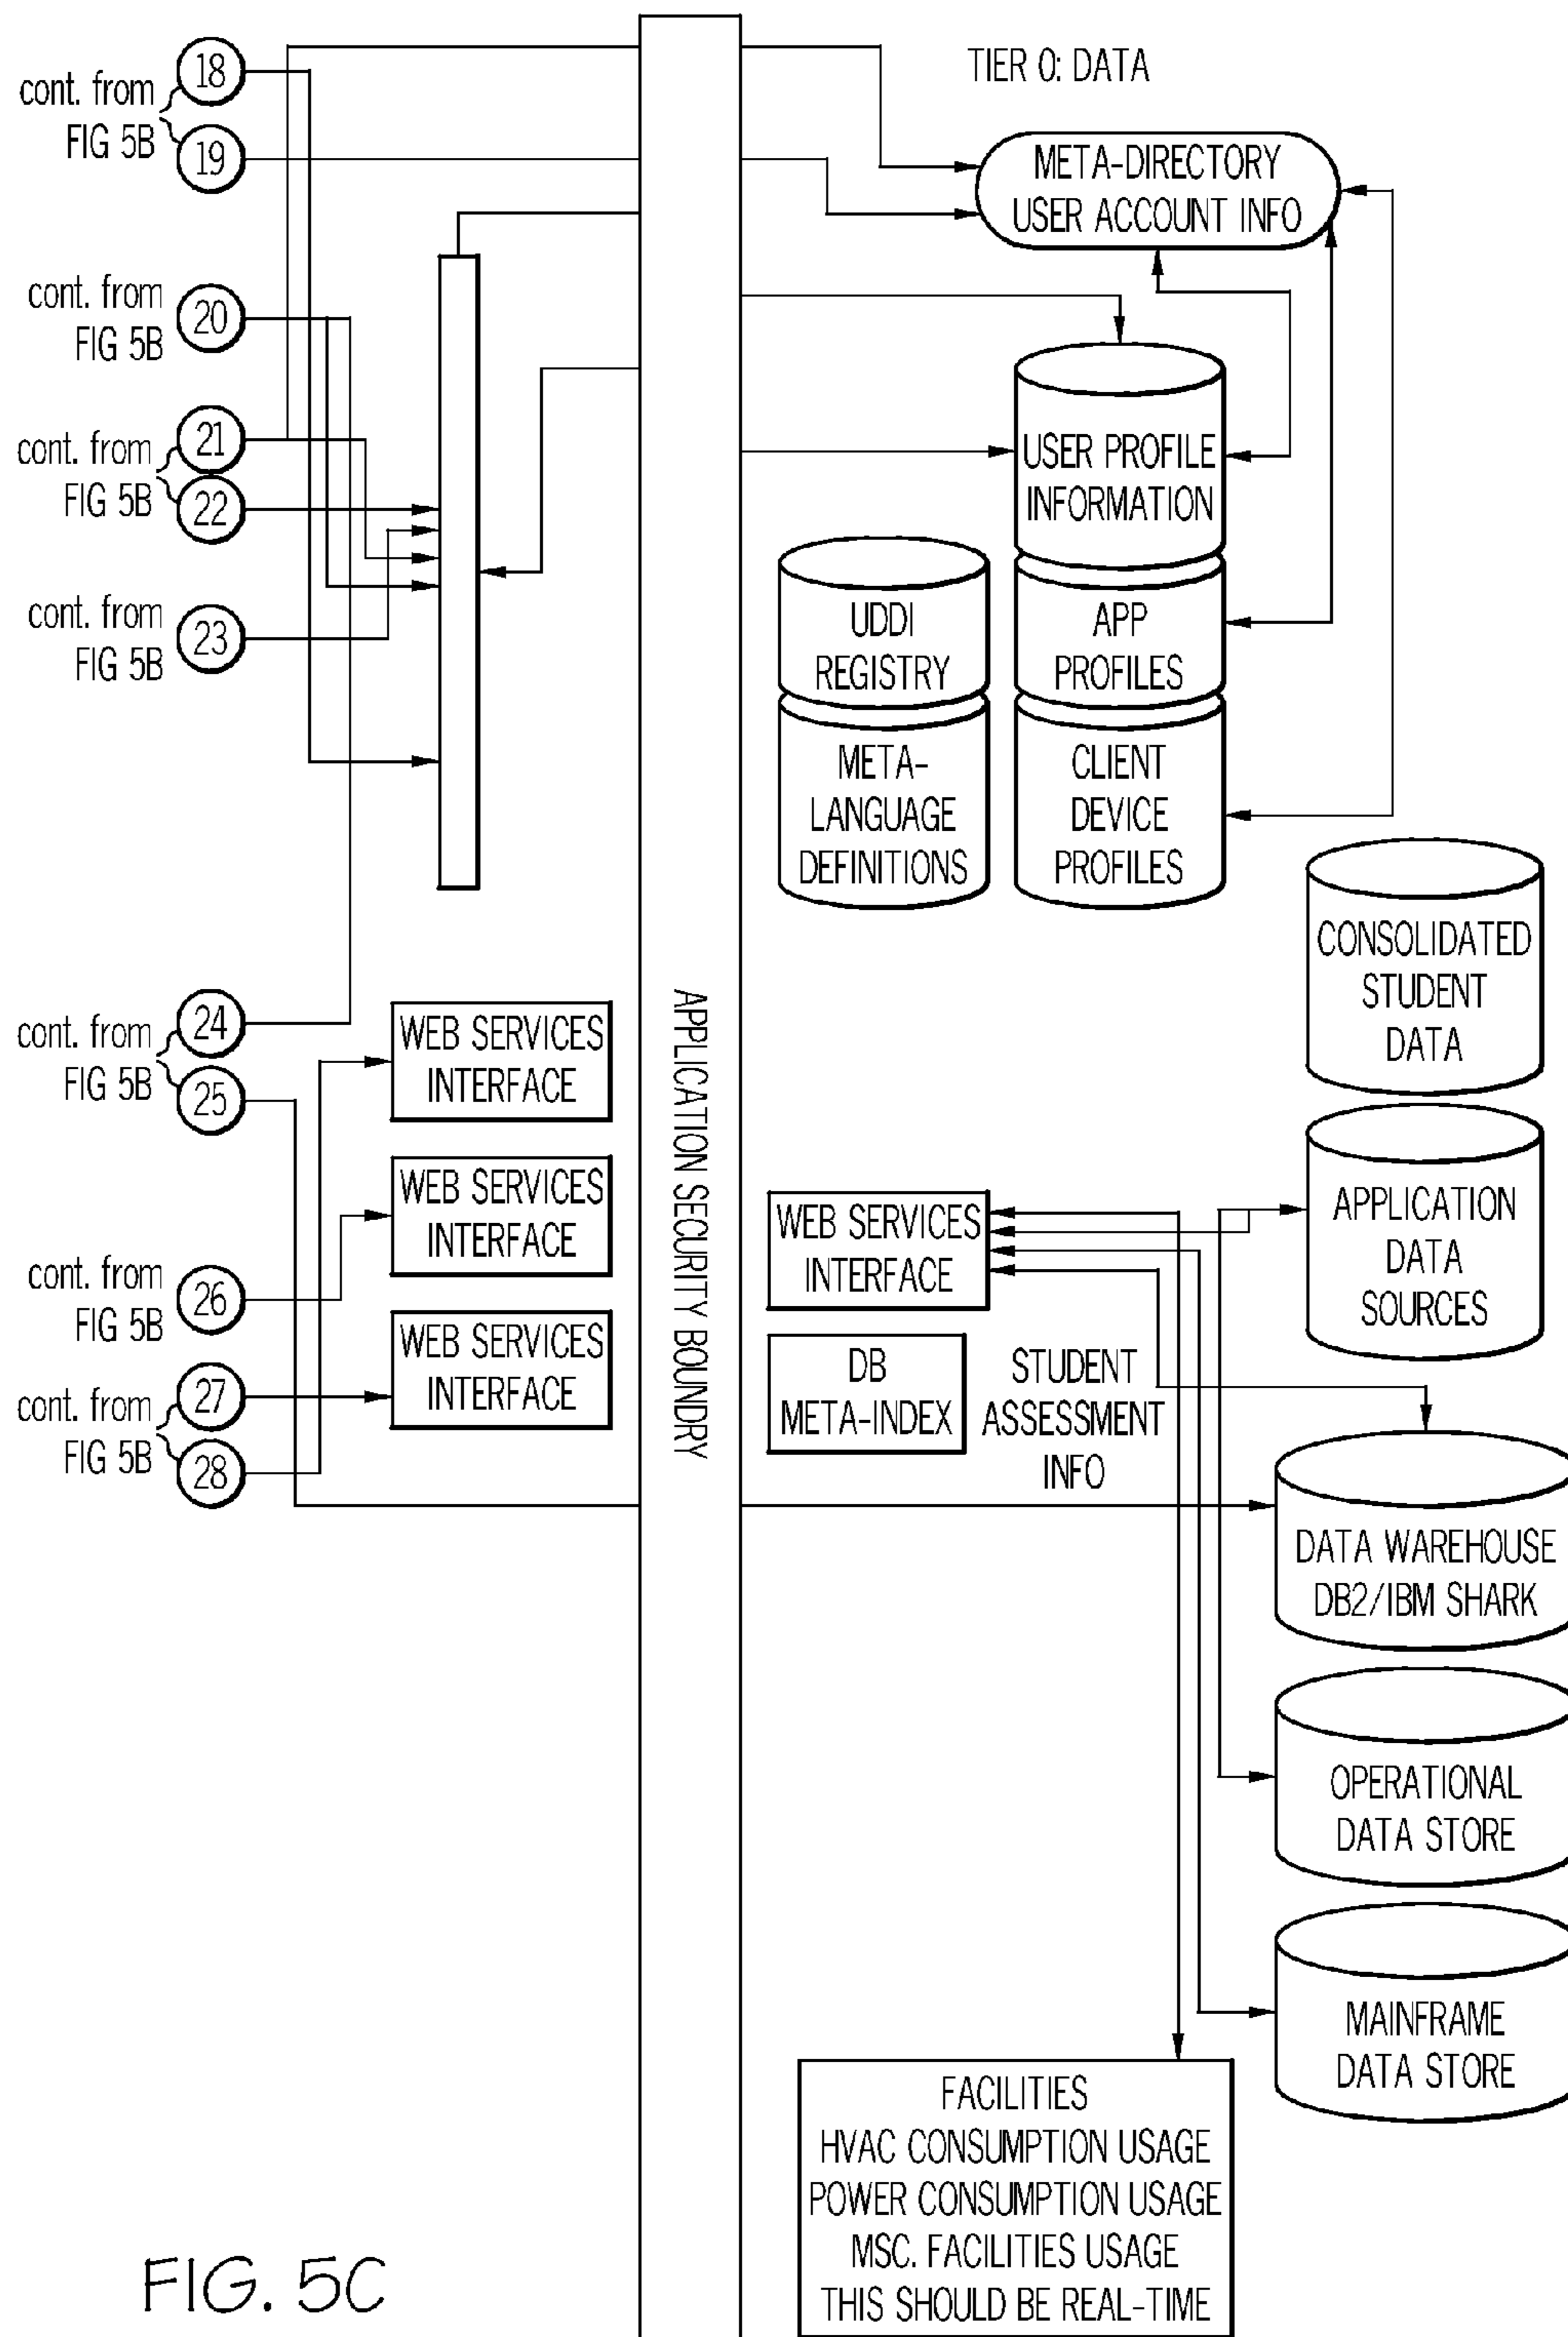 TIER 0: DATA
cont. from
FIG 5B
18
19
META-DIRECTORY
USER ACCOUNT INFO
cont. from
FIG 5B
20
cont. from
FIG 5B
21
22
USER PROFILE
INFORMATION
cont. from
FIG 5B
23
UDDI
REGISTRY
APP
PROFILES
META-
LANGUAGE
DEFINITIONS
CLIENT
DEVICE
PROFILES
CONSOLIDATED
STUDENT
DATA
cont. from
FIG 5B
24
25
WEB SERVICES
INTERFACE
APPLICATION SECURITY BOUNDRY
WEB SERVICES
INTERFACE
WEB SERVICES
INTERFACE
APPLICATION
DATA
SOURCES
cont. from
FIG 5B
26
WEB SERVICES
INTERFACE
DB
META-INDEX
STUDENT
ASSESSMENT
INFO
cont. from
FIG 5B
27
28
DATA WAREHOUSE
DB2/IBM SHARK
OPERATIONAL
DATA STORE
MAINFRAME
DATA STORE
FACILITIES
HVAC CONSUMPTION USAGE
POWER CONSUMPTION USAGE
MSC. FACILITIES USAGE
THIS SHOULD BE REAL-TIME
FIG. 5C